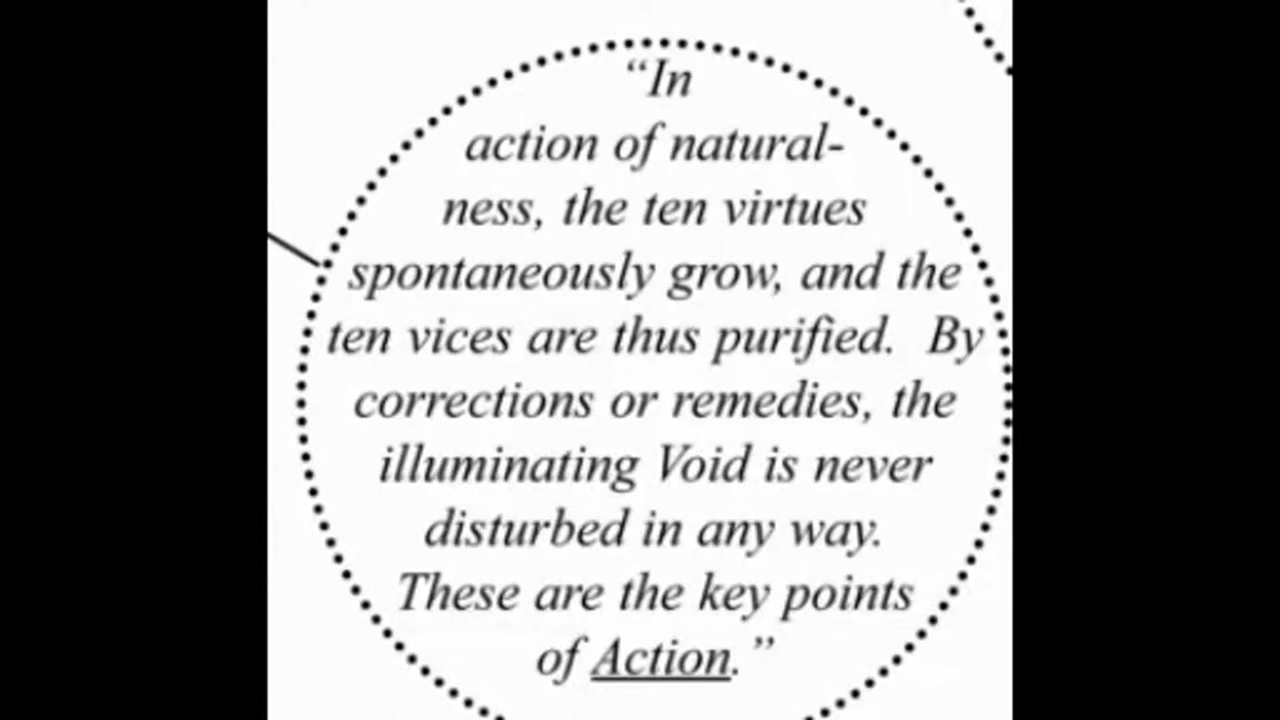 “In
action of natural-
ness, the ten virtues
spontaneously grow, and the
ten vices are thus purified.  By
corrections or remedies, the
illuminating Void is never
disturbed in any way.
These are the key points
of Action.”